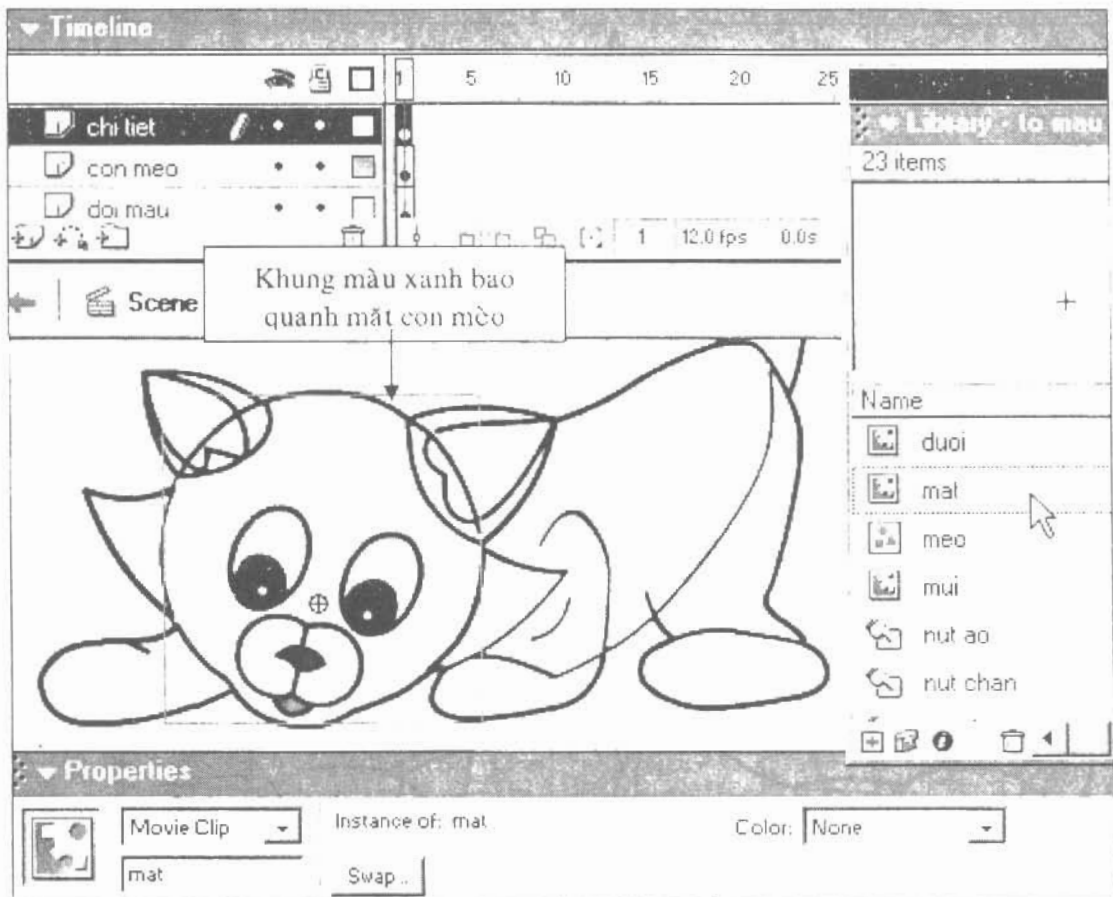 Timeline
1 5 10 15 20 25
chi tiet
con meo
doi mau
1 12.0 fps 0.0s
Scene
Khung màu xanh bao
quanh mắt con mèo
Library - to mau
23 items
Name
duoi
mat
meo
mui
nut ao
nut chan
Properties
Movie Clip
Instance of: mat
Color: None
mat
Swap...